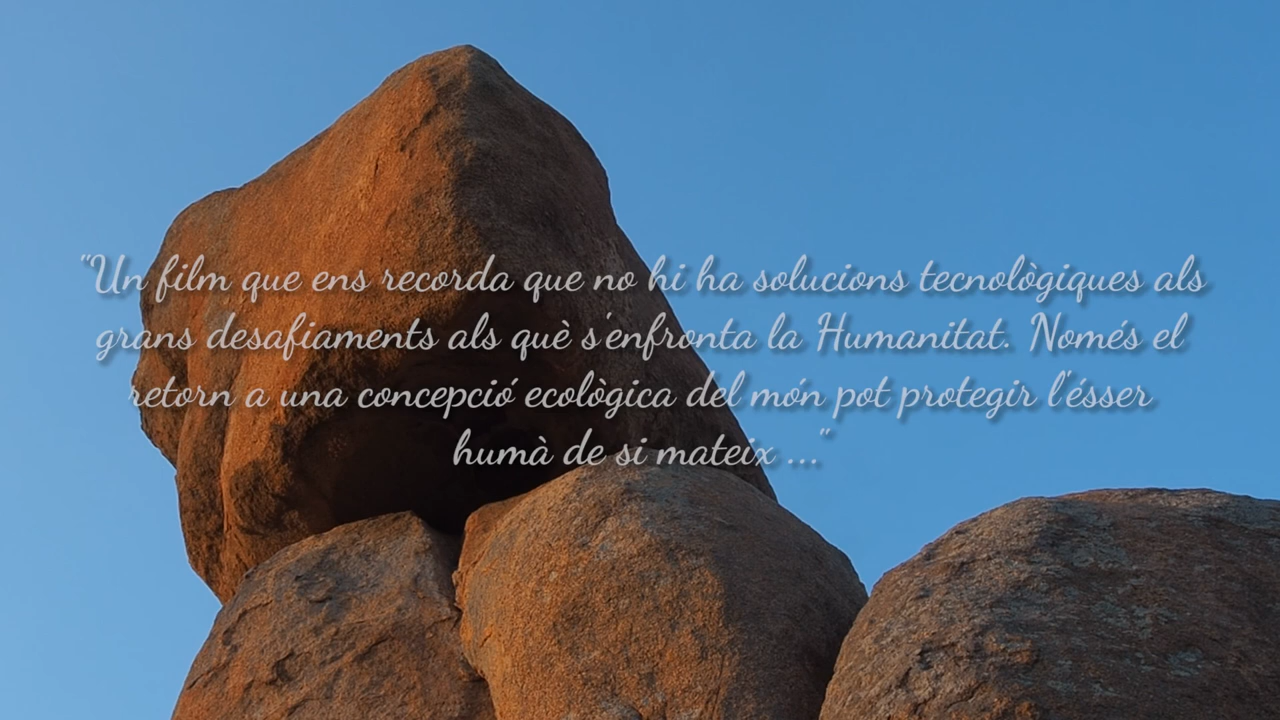 "Un film que ens recorda que no hi ha solucions tecnològiques als
grans desafiaments als què s'enfronta la Humanitat. Només el
retorn a una concepció ecològica del món pot protegir l'ésser
humà de si mateix ..."